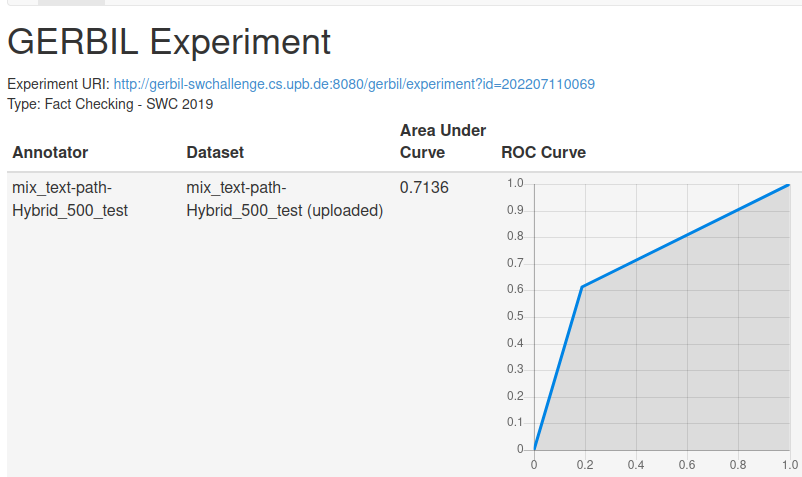 GERBIL Experiment
Experiment URI: http://gerbil-swchallenge.cs.upb.de:8080/gerbil/experiment?id=202207110069
Type: Fact Checking - SWC 2019
Annotator Dataset Area Under Curve ROC Curve
mix_text-path-Hybrid_500_test mix_text-path-Hybrid_500_test (uploaded) 0.7136
1.0
0.9
0.8
0.7
0.6
0.5
0.4
0.3
0.2
0.1
0
0 0.2 0.4 0.6 0.8 1.0